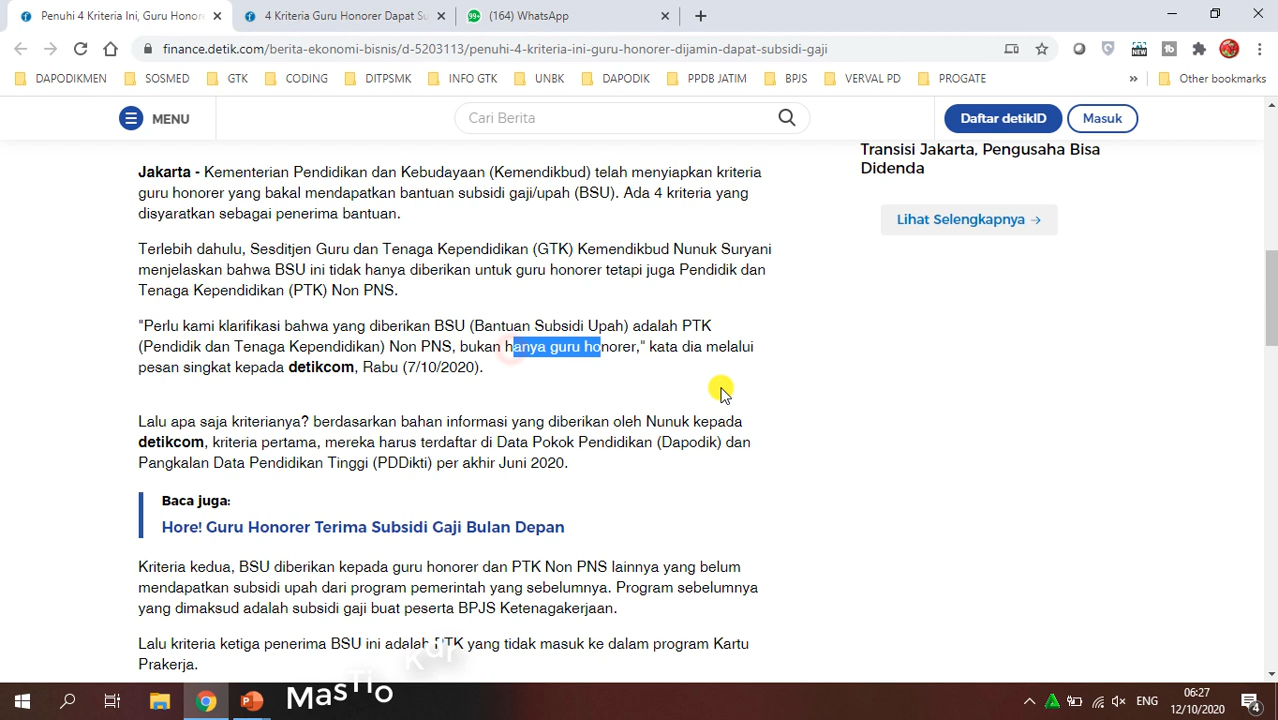 Penuhi 4 Kriteria Ini, Guru Honor
4 Kriteria Guru Honorer Dapat Su
(164) WhatsApp
finance.detik.com/berita-ekonomi-bisnis/d-5203113/penuhi-4-kriteria-ini-guru-honorer-dijamin-dapat-subsidi-gaji
DAPODIKMEN SOSMED GTK CODING DITPSMK INFO GTK UNBK DAPODIK PPDB JATIM BPJS VERVAL PD PROGATE » Other bookmarks
MENU
Cari Berita
Daftar detikID
Masuk
Transisi Jakarta, Pengusaha Bisa
Didenda
Lihat Selengkapnya →
Jakarta - Kementerian Pendidikan dan Kebudayaan (Kemendikbud) telah menyiapkan kriteria
guru honorer yang bakal mendapatkan bantuan subsidi gaji/upah (BSU). Ada 4 kriteria yang
disyaratkan sebagai penerima bantuan.
Terlebih dahulu, Sesditjen Guru dan Tenaga Kependidikan (GTK) Kemendikbud Nunuk Suryani
menjelaskan bahwa BSU ini tidak hanya diberikan untuk guru honorer tetapi juga Pendidik dan
Tenaga Kependidikan (PTK) Non PNS.
"Perlu kami klarifikasi bahwa yang diberikan BSU (Bantuan Subsidi Upah) adalah PTK
(Pendidik dan Tenaga Kependidikan) Non PNS, bukan hanya guru honorer," kata dia melalui
pesan singkat kepada detikcom, Rabu (7/10/2020).
Lalu apa saja kriterianya? berdasarkan bahan informasi yang diberikan oleh Nunuk kepada
detikcom, kriteria pertama, mereka harus terdaftar di Data Pokok Pendidikan (Dapodik) dan
Pangkalan Data Pendidikan Tinggi (PDDikti) per akhir Juni 2020.
Baca juga:
Hore! Guru Honorer Terima Subsidi Gaji Bulan Depan
Kriteria kedua, BSU diberikan kepada guru honorer dan PTK Non PNS lainnya yang belum
mendapatkan subsidi upah dari program pemerintah yang sebelumnya. Program sebelumnya
yang dimaksud adalah subsidi gaji buat peserta BPJS Ketenagakerjaan.
Lalu kriteria ketiga penerima BSU ini adalah PTK yang tidak masuk ke dalam program Kartu
Prakerja.
MasTio
ENG
06:27
12/10/2020
4